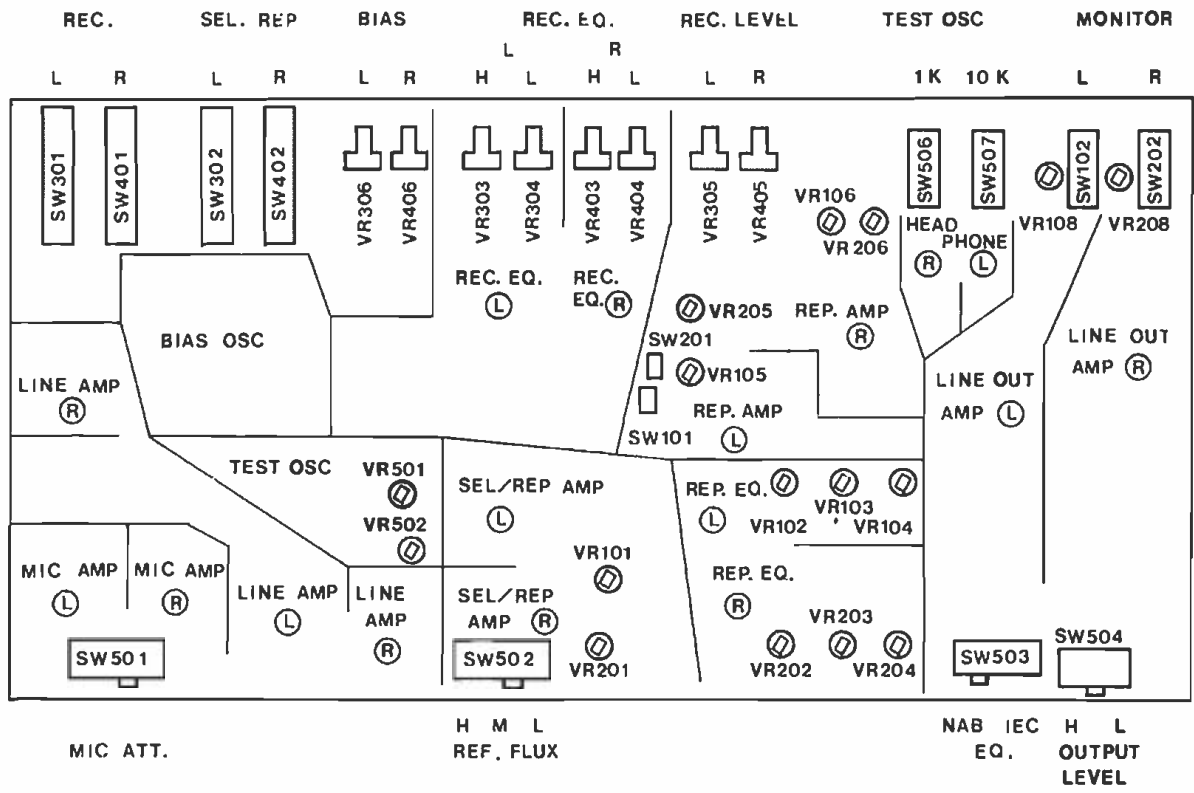 REC. SEL. REP BIAS REC. EQ. REC. LEVEL TEST OSC MONITOR
L R
L R L R L R H L H L L R 1K 10K L R
SW301 SW401 SW302 SW402 VR306 VR406 VR303 VR304 VR403 VR404 VR305 VR405 SW506 SW507 SW102 SW202
VR106
VR206
HEAD PHONE
R L
VR108 VR208
REC. EQ.
L
REC. EQ. R
VR205
REP. AMP
R
BIAS OSC
SW201
VR105
LINE OUT AMP R
LINE AMP
R
LINE OUT
AMP L
REP. AMP
L
SW101
TEST OSC VR501
VR502
SEL/REP AMP
L
REP. EQ.
L
VR102 VR103 VR104
MIC AMP
L
MIC AMP
R
LINE AMP
L
LINE
AMP
R
VR101
SEL/REP
AMP R
REP. EQ.
R
VR203
VR201 VR202 VR204
SW501 SW502 SW503 SW504
MIC ATT.
H M L
REF. FLUX
NAB IEC
EQ.
H L
OUTPUT
LEVEL